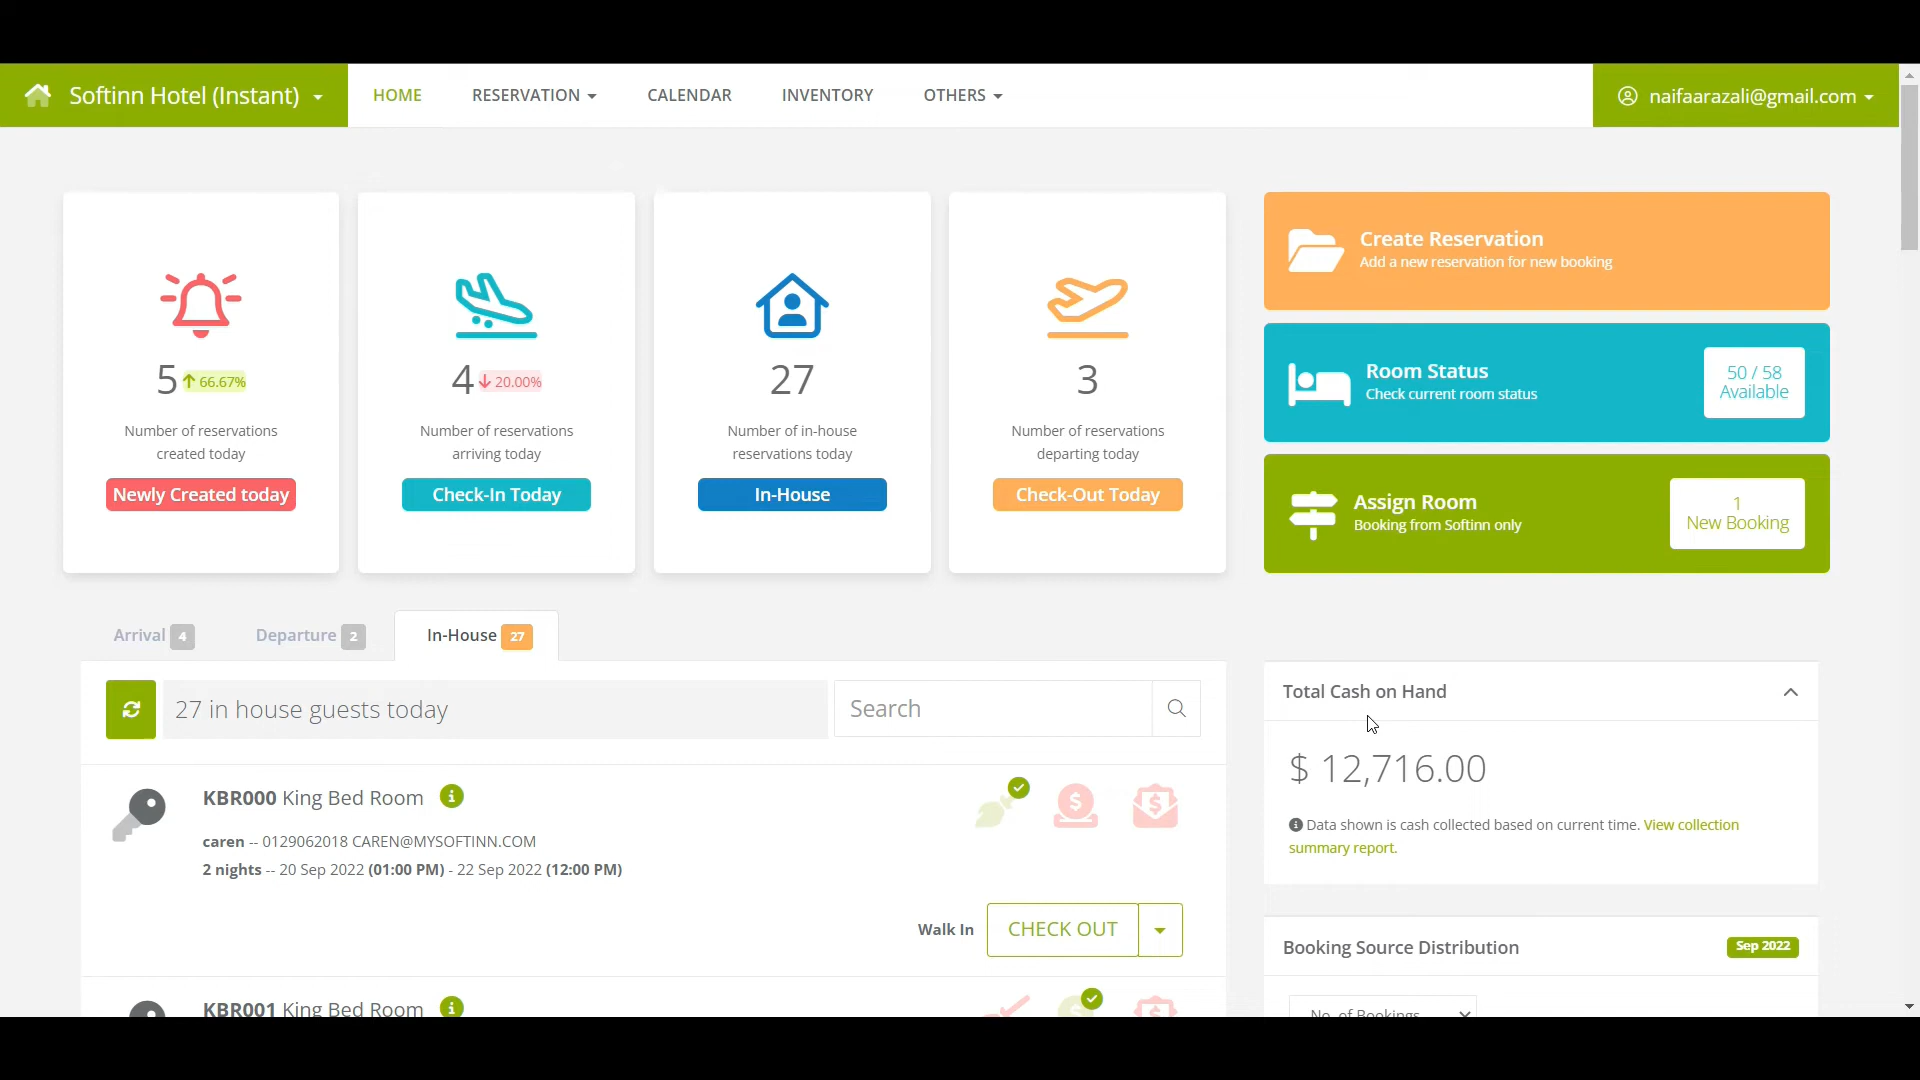 Softinn Hotel (Instant)
HOME
RESERVATION
CALENDAR
INVENTORY
OTHERS
naifaarazali@gmail.com
5 66.67%
Number of reservations
created today
Newly Created today
4 20.00%
Number of reservations
arriving today
Check-In Today
27
Number of in-house
reservations today
In-House
3
Number of reservations
departing today
Check-Out Today
Create Reservation
Add a new reservation for new booking
Room Status
Check current room status
50 / 58
Available
Assign Room
Booking from Softinn only
1
New Booking
Arrival 4
Departure 2
In-House 27
27 in house guests today
Search
KBR000 King Bed Room
caren -- 0129062018 CAREN@MYSOFTINN.COM
2 nights -- 20 Sep 2022 (01:00 PM) - 22 Sep 2022 (12:00 PM)
Walk In
CHECK OUT
KBR001 King Bed Room
Total Cash on Hand
$ 12,716.00
Data shown is cash collected based on current time. View collection
summary report.
Booking Source Distribution
Sep 2022
No. of Bookings